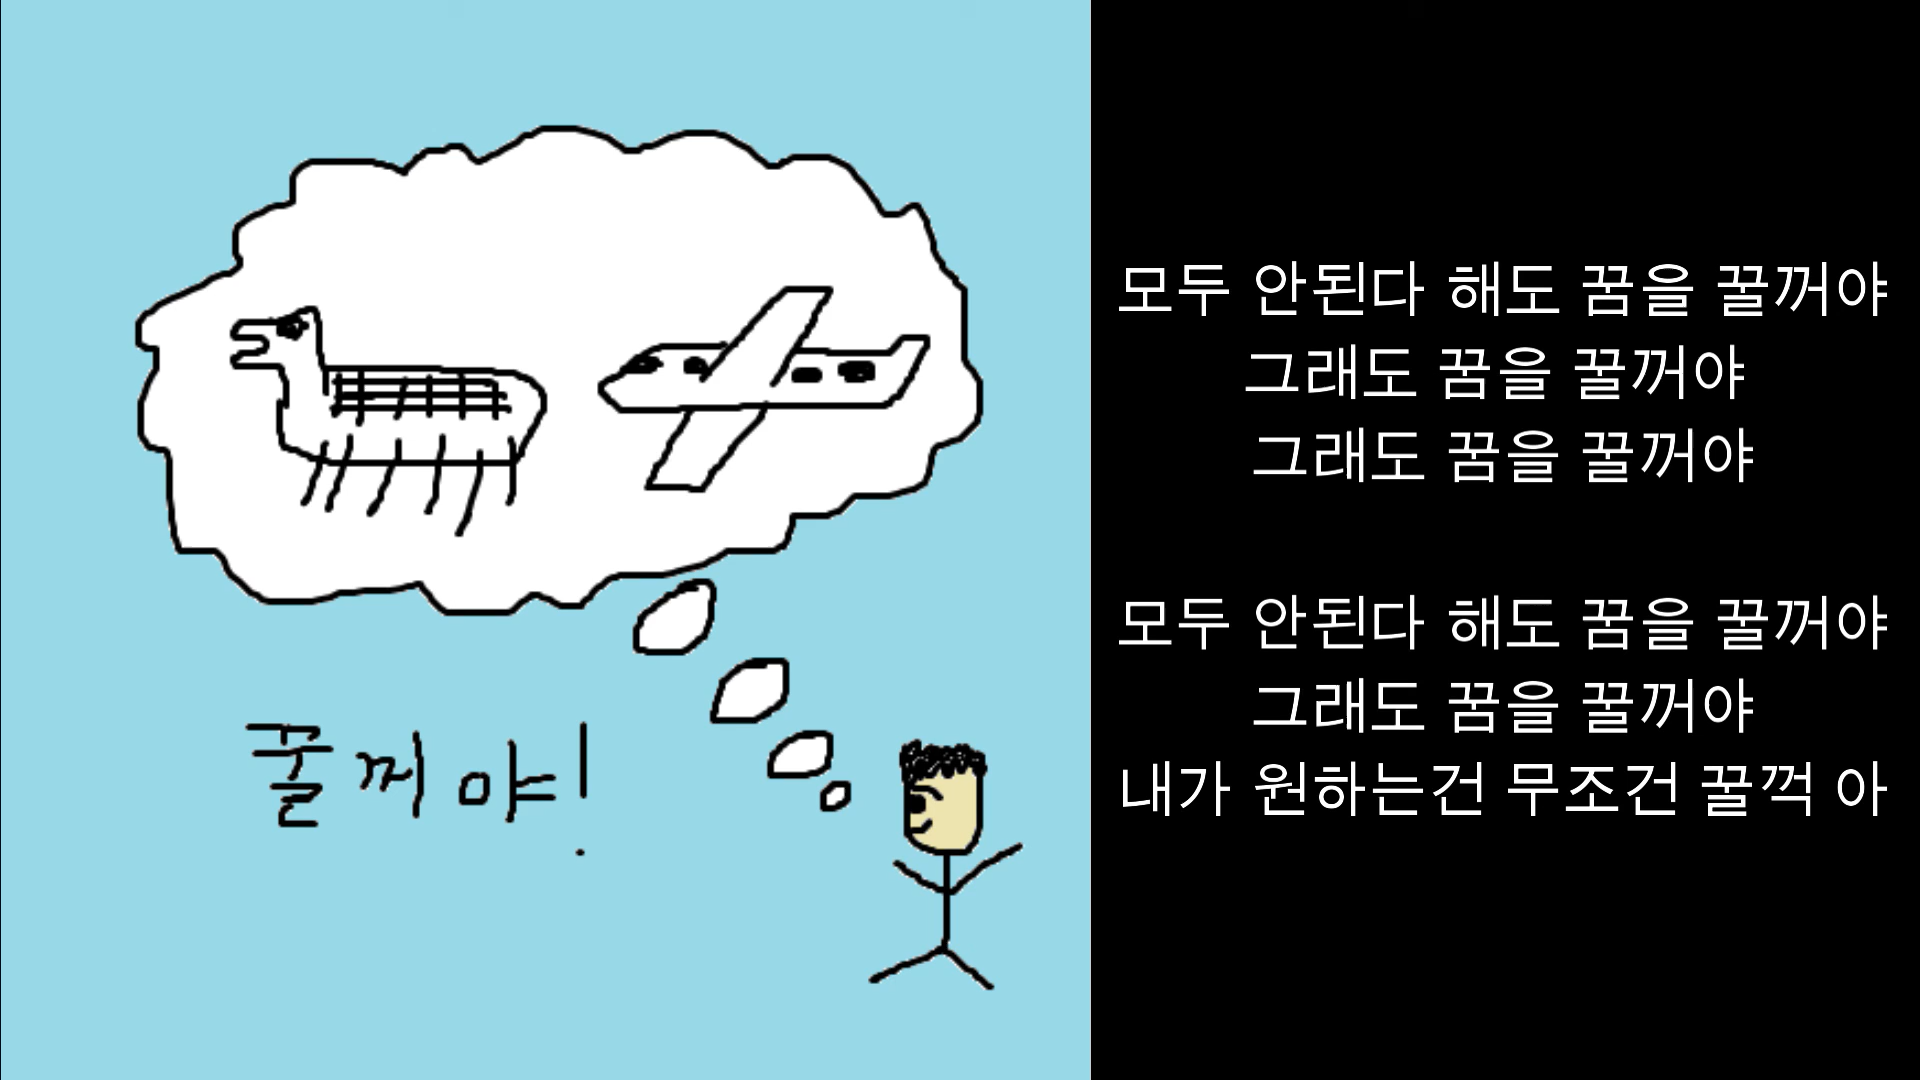 꿀꺼야!
모두 안된다 해도 꿈을 꿀꺼야
그래도 꿈을 꿀꺼야
그래도 꿈을 꿀꺼야
모두 안된다 해도 꿈을 꿀꺼야
그래도 꿈을 꿀꺼야
내가 원하는건 무조건 꿀꺽 아